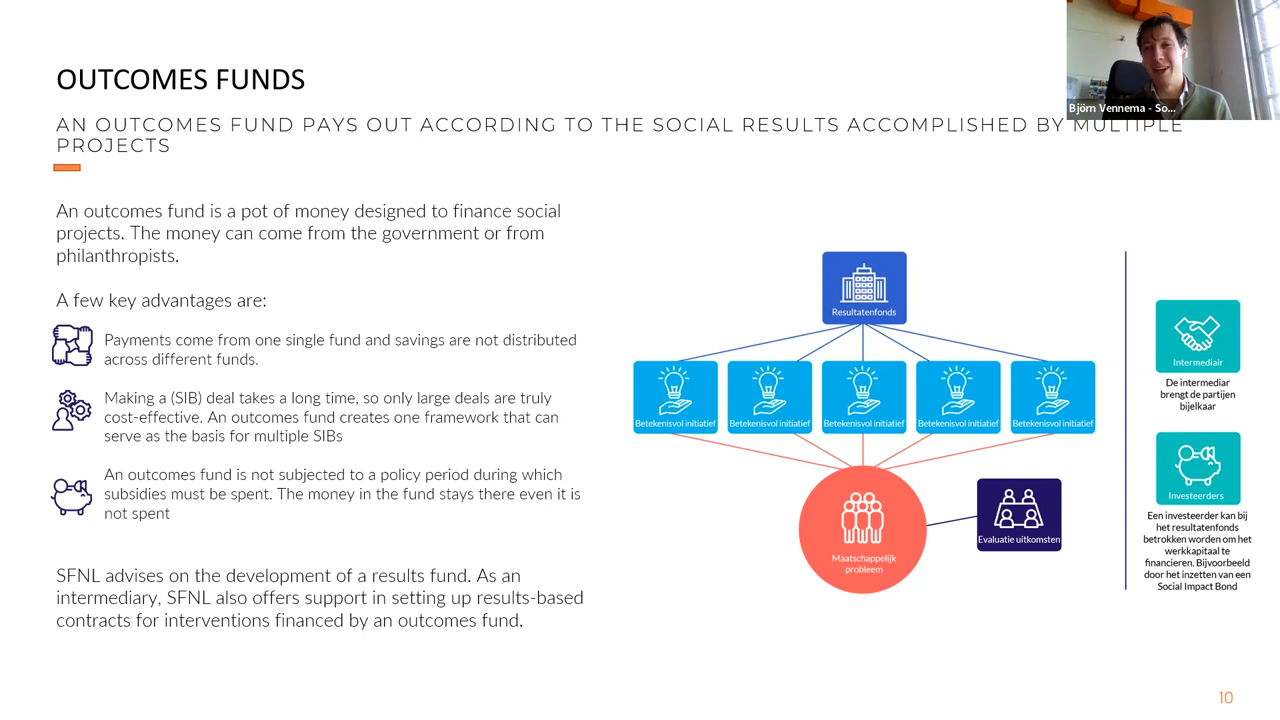 OUTCOMES FUNDS
Björn Vennema - So...
AN OUTCOMES FUND PAYS OUT ACCORDING TO THE SOCIAL RESULTS ACCOMPLISHED BY MULTIPLE
PROJECTS
An outcomes fund is a pot of money designed to finance social
projects. The money can come from the government or from
philanthropists.
A few key advantages are:
Payments come from one single fund and savings are not distributed
across different funds.
Making a (SIB) deal takes a long time, so only large deals are truly
cost-effective. An outcomes fund creates one framework that can
serve as the basis for multiple SIBs
An outcomes fund is not subjected to a policy period during which
subsidies must be spent. The money in the fund stays there even it is
not spent
SFNL advises on the development of a results fund. As an
intermediary, SFNL also offers support in setting up results-based
contracts for interventions financed by an outcomes fund.
Resultatenfonds
Betekenisvol initiatief
Betekenisvol initiatief
Betekenisvol initiatief
Betekenisvol initiatief
Betekenisvol initiatief
Maatschappelijk
probleem
Evaluatie uitkomsten
Intermediair
De intermediar
brengt de partijen
bijelkaar
Investeerders
Een investeerder kan bij
het resultatenfonds
betrokken worden om het
werkkapitaal te
financieren. Bijvoorbeeld
door het inzetten van een
Social Impact Bond
10